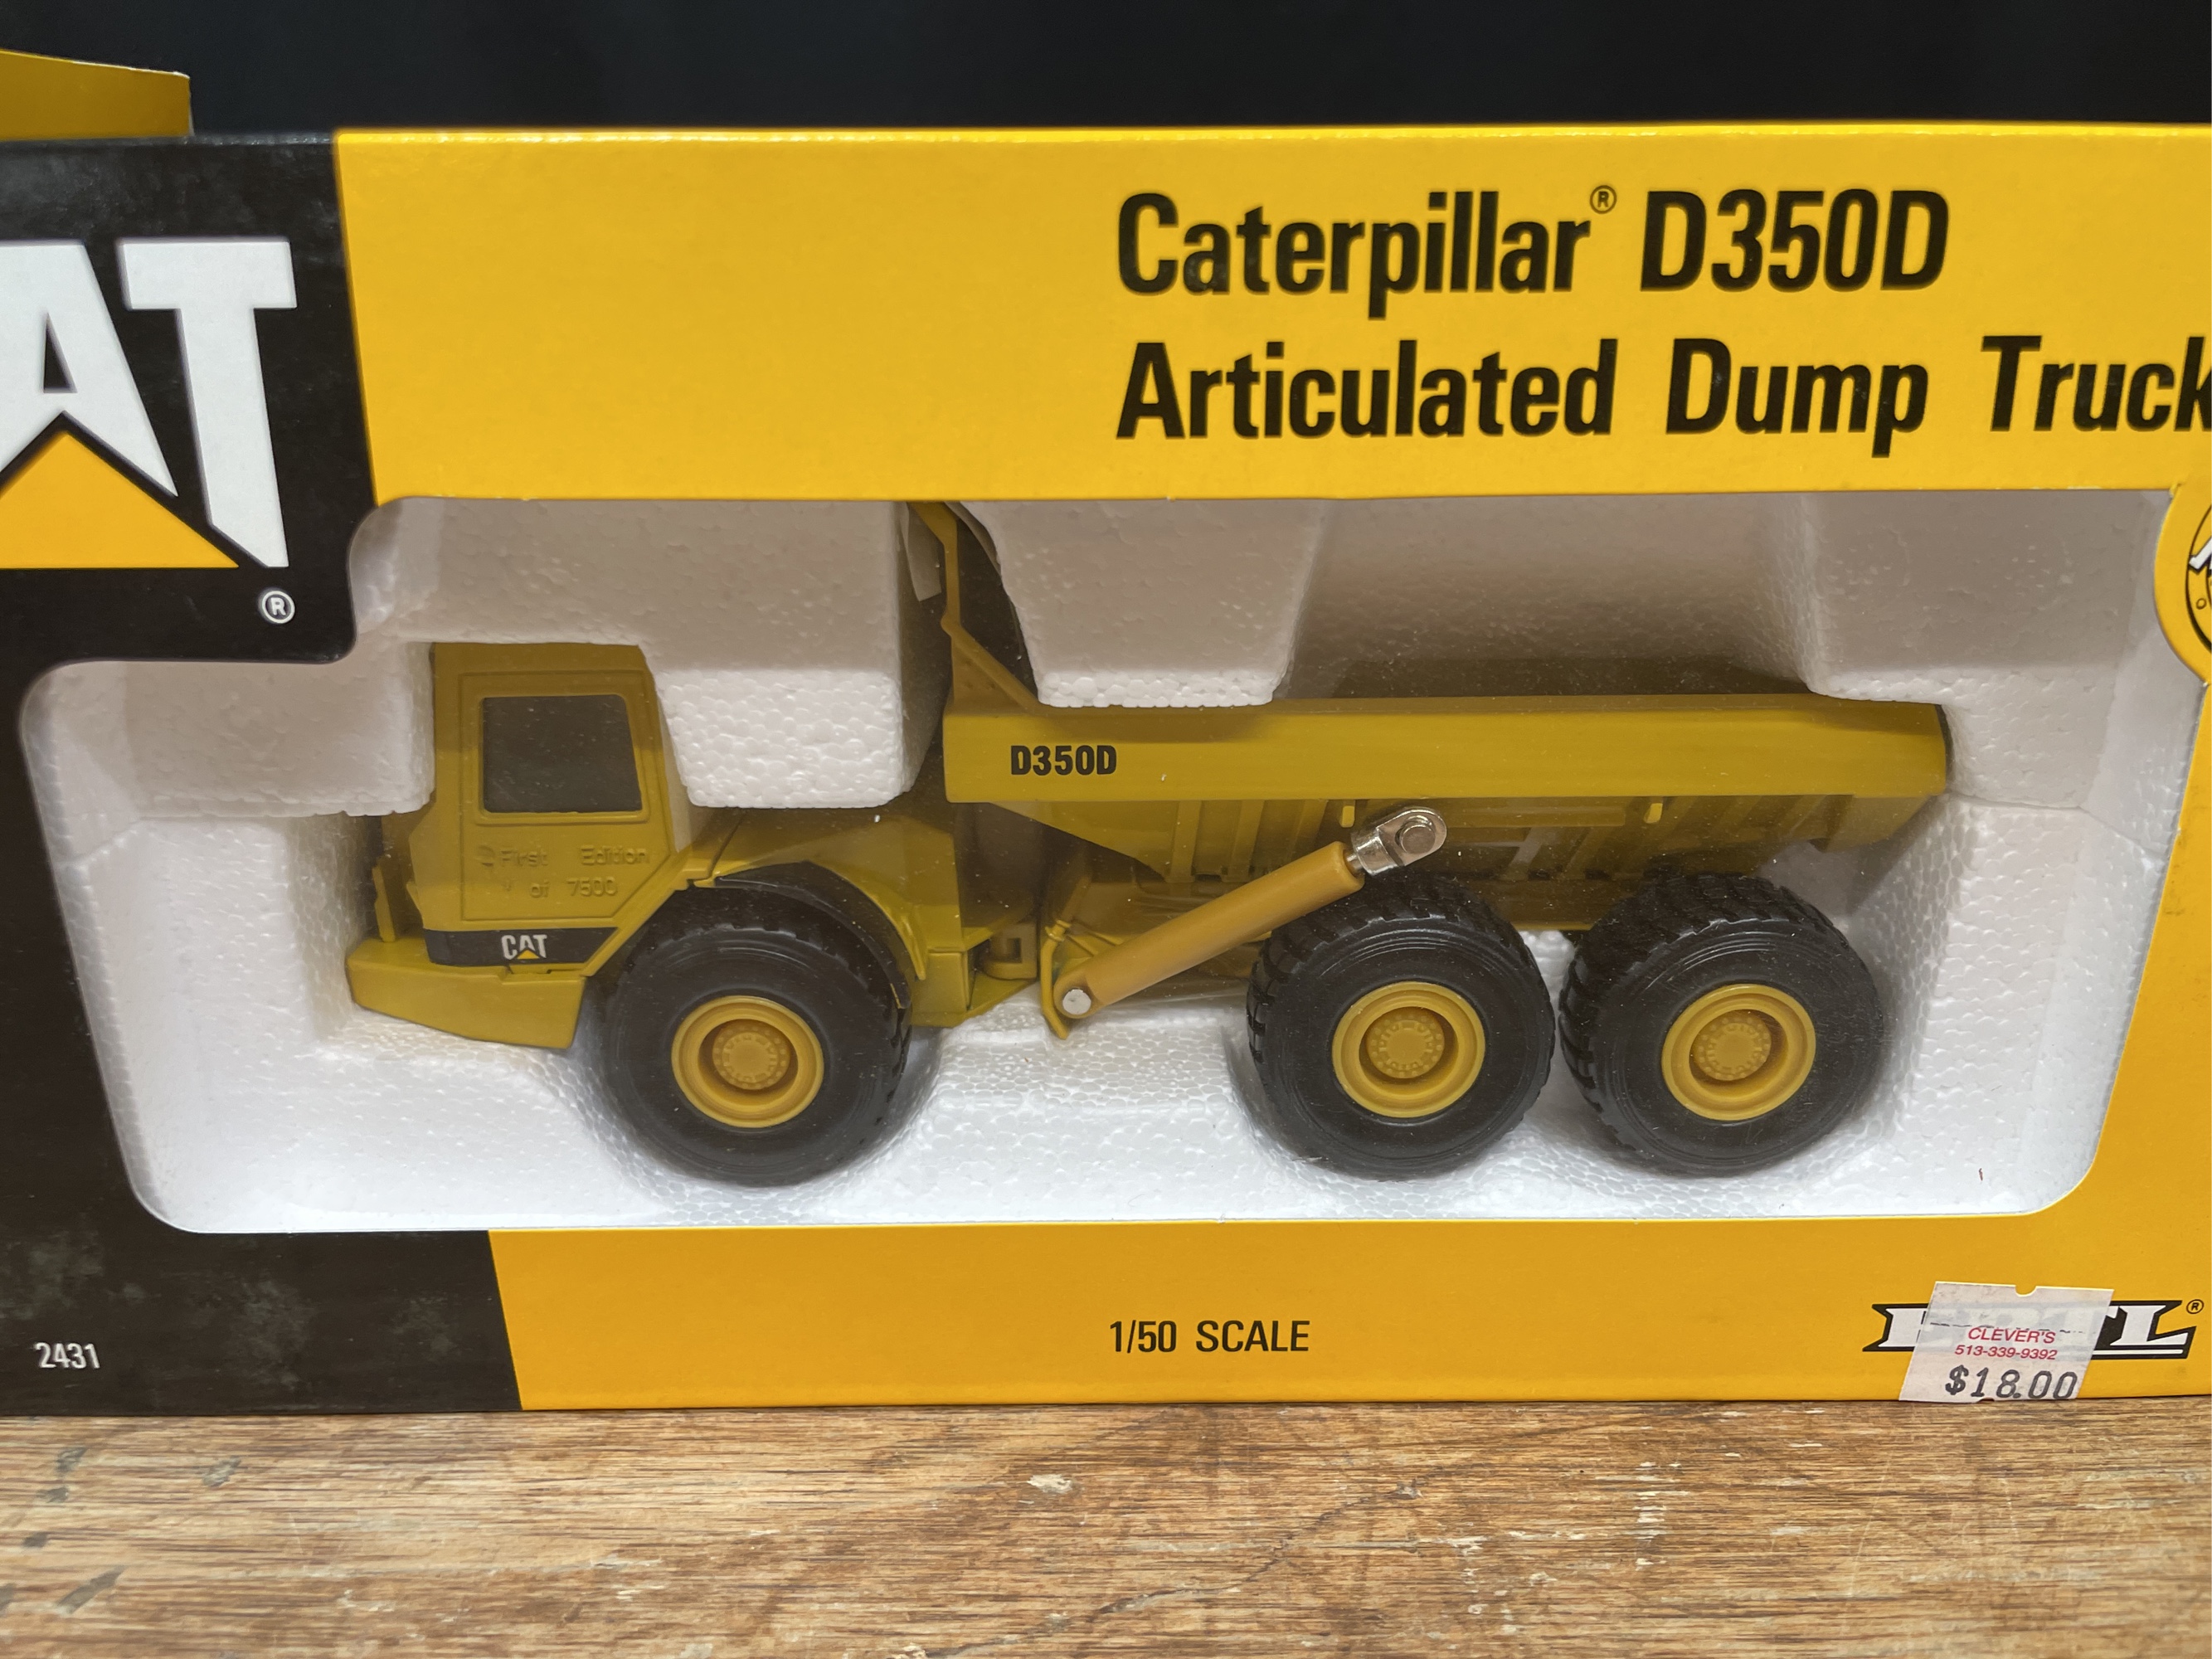 AT
®
Caterpillar® D350D
Articulated Dump Truck
D350D
First Edition
of 7500
CAT
2431
1/50 SCALE
®
CLEVER'S
513-339-9392
$18.00